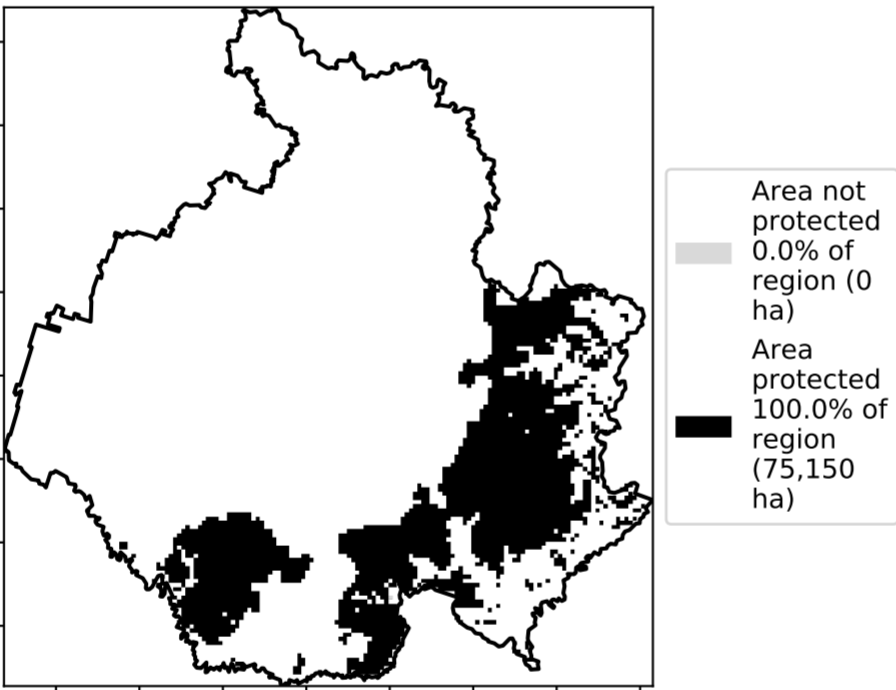 Area not
protected
0.0% of
region (0
ha)
Area
protected
100.0% of
region
(75,150
ha)